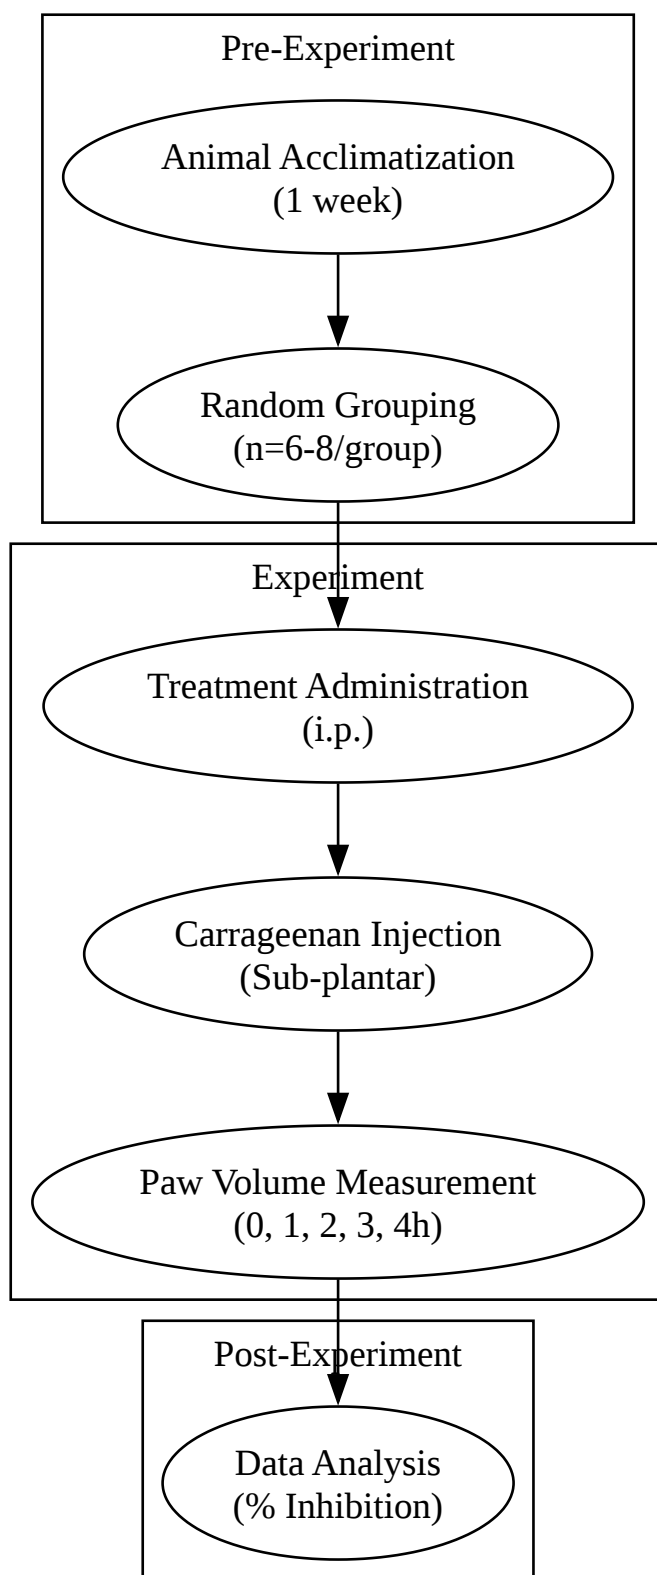 Pre-Experiment
Animal Acclimatization
(1 week)
Random Grouping
(n=6-8/group)
Experiment
Treatment Administration
(i.p.)
Carrageenan Injection
(Sub-plantar)
Paw Volume Measurement
(0, 1, 2, 3, 4h)
Post-Experiment
Data Analysis
(% Inhibition)